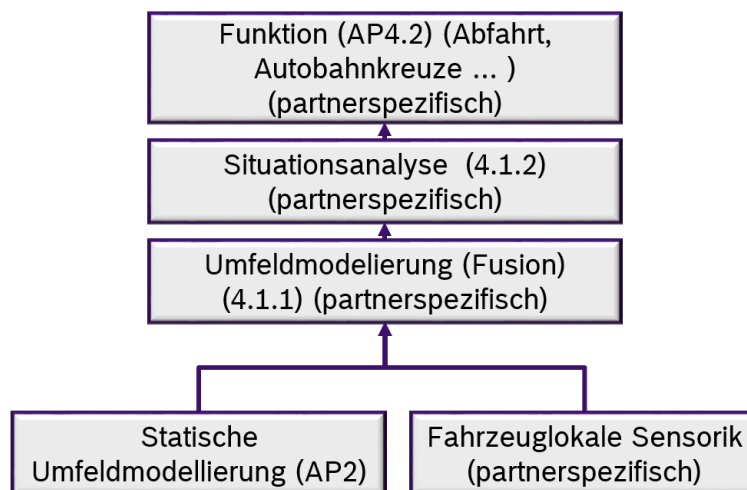 Funktion (AP4.2) (Abfahrt,
Autobahnkreuze ... )
(partnerspezifisch)
Situationsanalyse (4.1.2)
(partnerspezifisch)
Umfeldmodelierung (Fusion)
(4.1.1) (partnerspezifisch)
Statische
Umfeldmodellierung (AP2)
Fahrzeuglokale Sensorik
(partnerspezifisch)